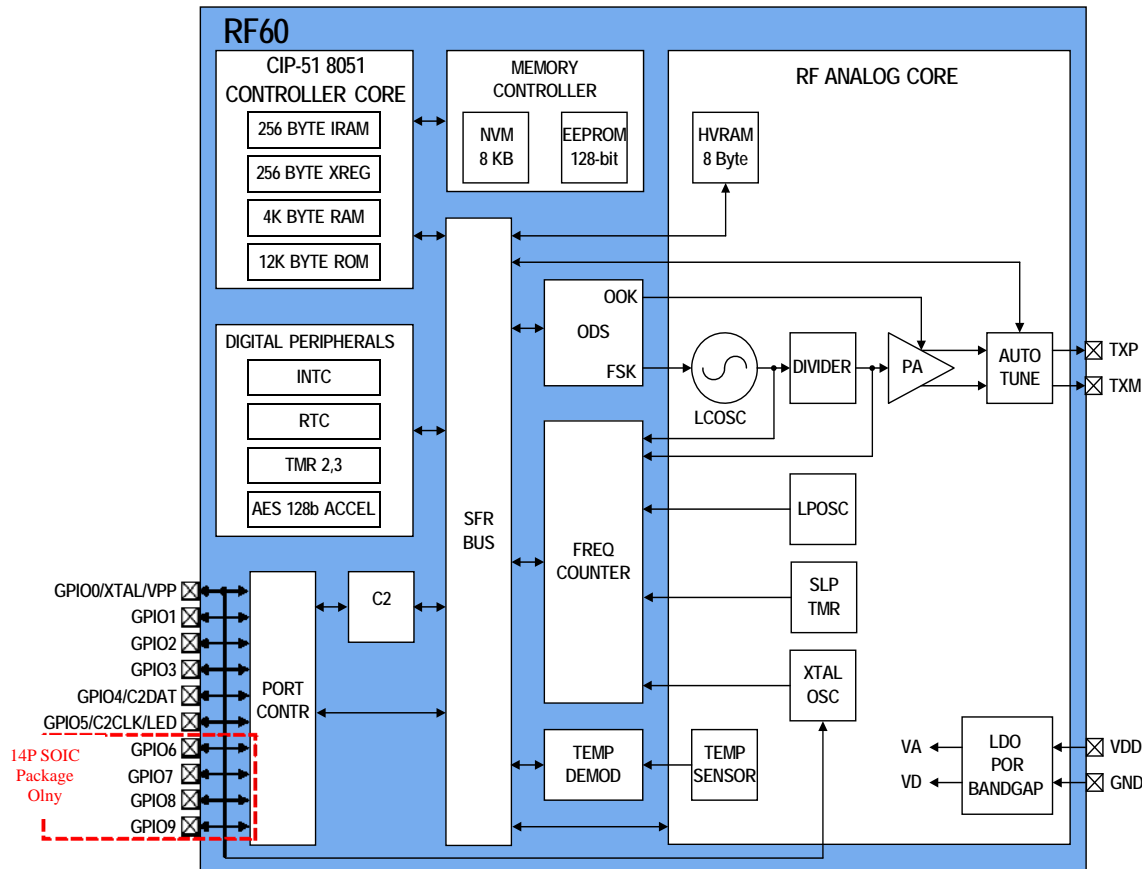 RF60
CIP-51 8051
CONTROLLER CORE
256 BYTE IRAM
256 BYTE XREG
4K BYTE RAM
12K BYTE ROM
MEMORY
CONTROLLER
NVM
8 KB
EEPROM
128-bit
RF ANALOG CORE
HVRAM
8 Byte
DIGITAL PERIPHERALS
INTC
RTC
TMR 2,3
AES 128b ACCEL
SFR
BUS
OOK
ODS
FSK
LCOSC
DIVIDER
PA
AUTO
TUNE
TXP
TXM
FREQ
COUNTER
LPOSC
SLP
TMR
XTAL
OSC
GPIO0/XTAL/VPP
GPIO1
GPIO2
GPIO3
GPIO4/C2DAT
GPIO5/C2CLK/LED
GPIO6
GPIO7
GPIO8
GPIO9
14P SOIC
Package
Olny
PORT
CONTR
C2
TEMP
DEMOD
TEMP
SENSOR
VA
VD
LDO
POR
BANDGAP
VDD
GND